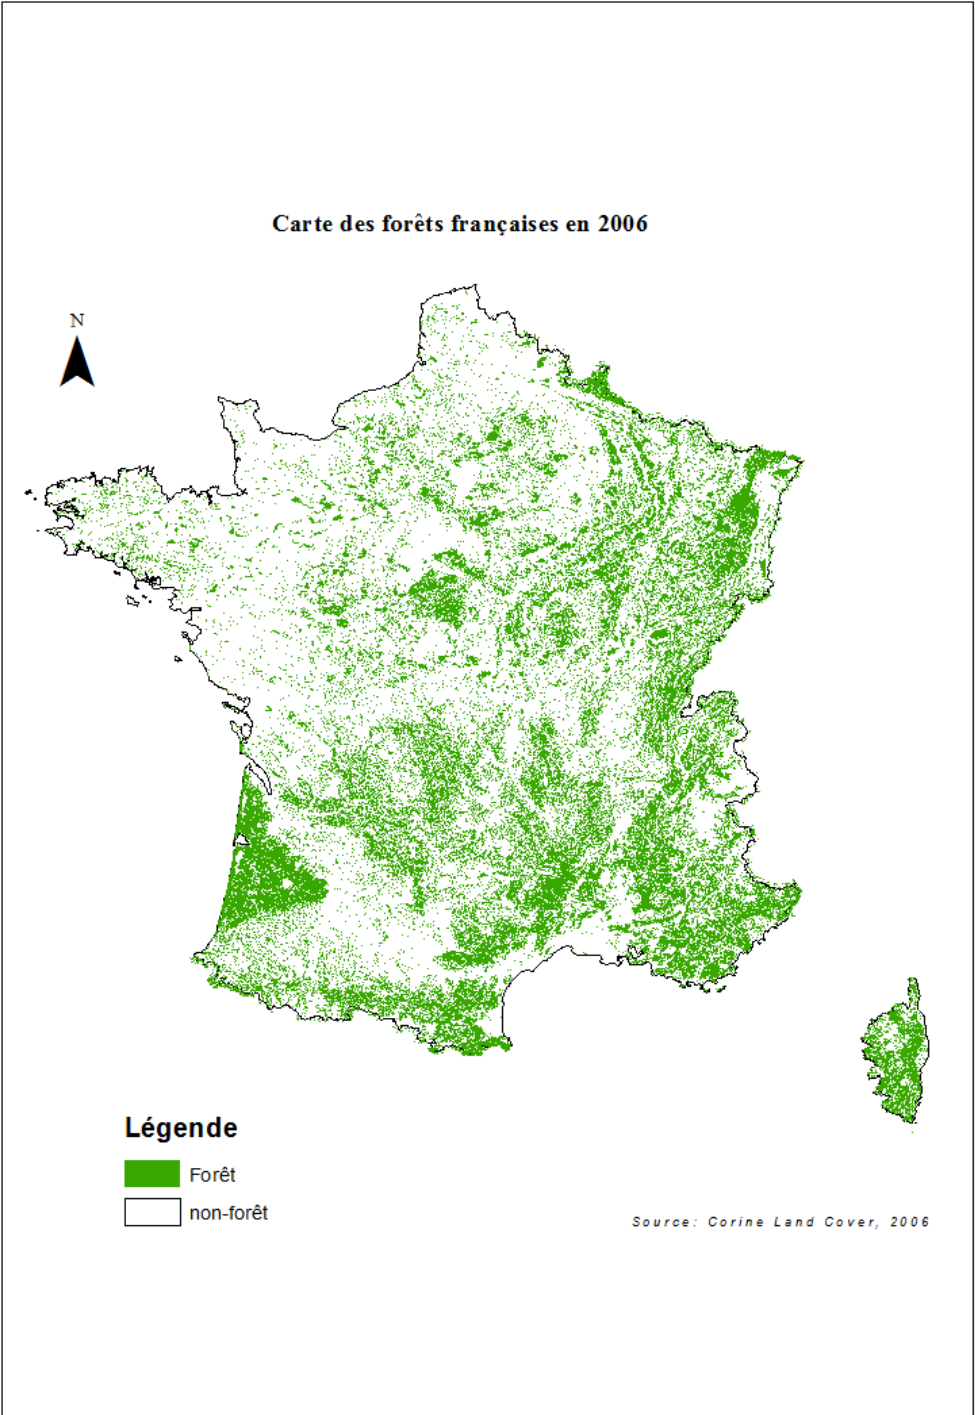 Carte des forêts françaises en 2006
N
Légende
Forêt
non-forêt
Source: Corine Land Cover, 2006